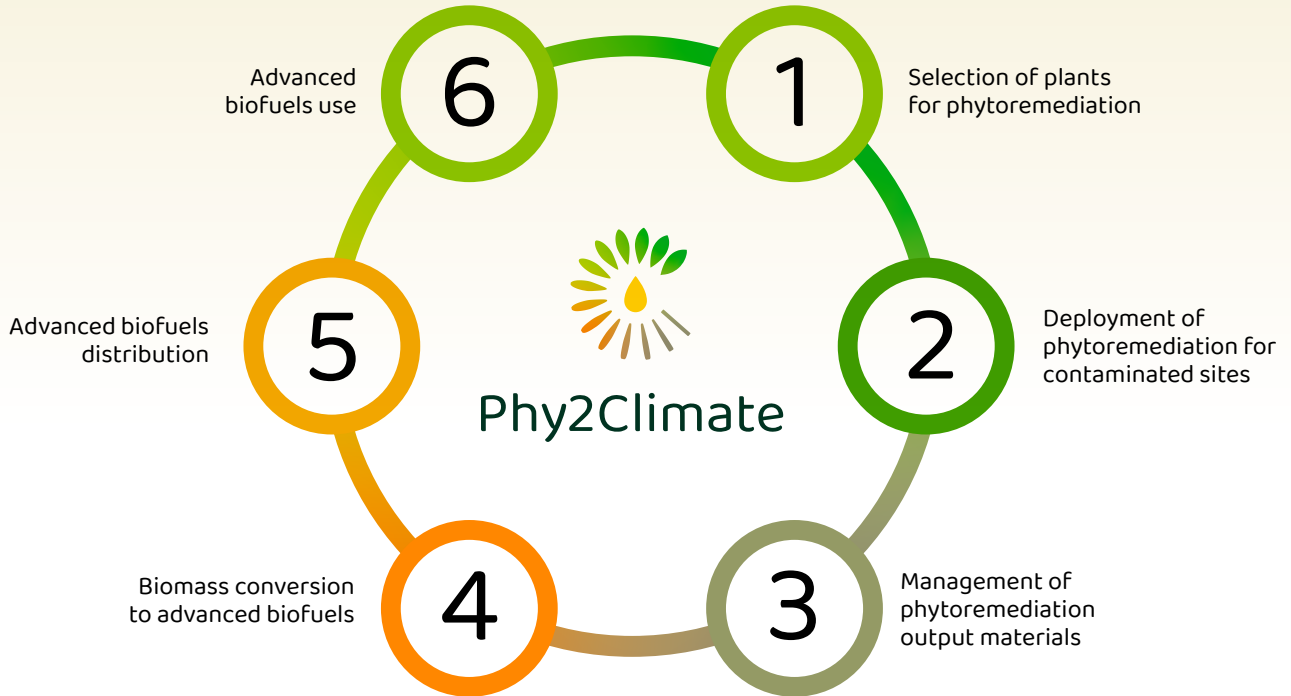 1
Selection of plants
for phytoremediation
2
Deployment of
phytoremediation for
contaminated sites
3
Management of
phytoremediation
output materials
4
Biomass conversion
to advanced biofuels
5
Advanced biofuels
distribution
6
Advanced
biofuels use
Phy2Climate